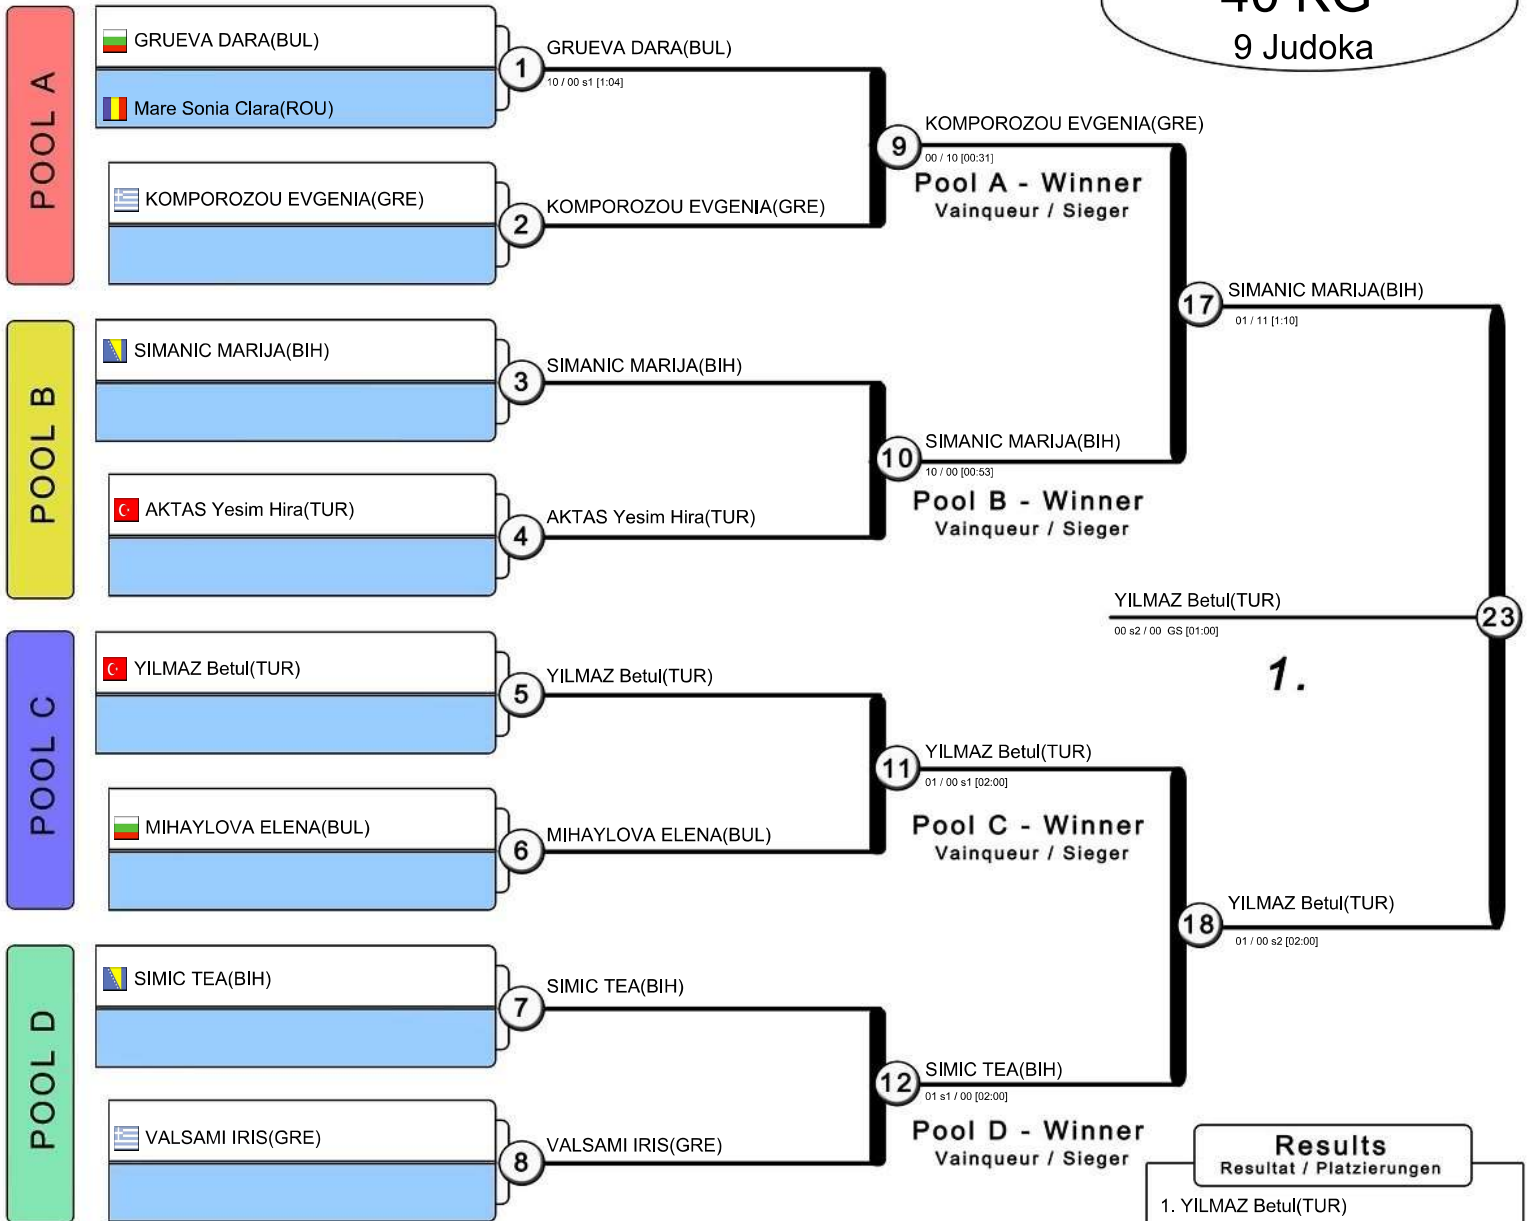 40 KG
9 Judoka
POOL A
GRUEVA DARA(BUL)
Mare Sonia Clara(ROU)
1
GRUEVA DARA(BUL)
10 / 00 s1 [1:04]
KOMPOROZOU EVGENIA(GRE)
2
KOMPOROZOU EVGENIA(GRE)
9
KOMPOROZOU EVGENIA(GRE)
00 / 10 [00:31]
Pool A - Winner
Vainqueur / Sieger
17
SIMANIC MARIJA(BIH)
01 / 11 [1:10]
POOL B
SIMANIC MARIJA(BIH)
3
SIMANIC MARIJA(BIH)
10
SIMANIC MARIJA(BIH)
10 / 00 [00:53]
Pool B - Winner
Vainqueur / Sieger
AKTAS Yesim Hira(TUR)
4
AKTAS Yesim Hira(TUR)
YILMAZ Betul(TUR)
23
00 s2 / 00 GS [01:00]
1.
POOL C
YILMAZ Betul(TUR)
5
YILMAZ Betul(TUR)
11
YILMAZ Betul(TUR)
01 / 00 s1 [02:00]
Pool C - Winner
Vainqueur / Sieger
MIHAYLOVA ELENA(BUL)
6
MIHAYLOVA ELENA(BUL)
18
YILMAZ Betul(TUR)
01 / 00 s2 [02:00]
POOL D
SIMIC TEA(BIH)
7
SIMIC TEA(BIH)
12
SIMIC TEA(BIH)
01 s1 / 00 [02:00]
Pool D - Winner
Vainqueur / Sieger
VALSAMI IRIS(GRE)
8
VALSAMI IRIS(GRE)
Results
Resultat / Platzierungen
1. YILMAZ Betul(TUR)